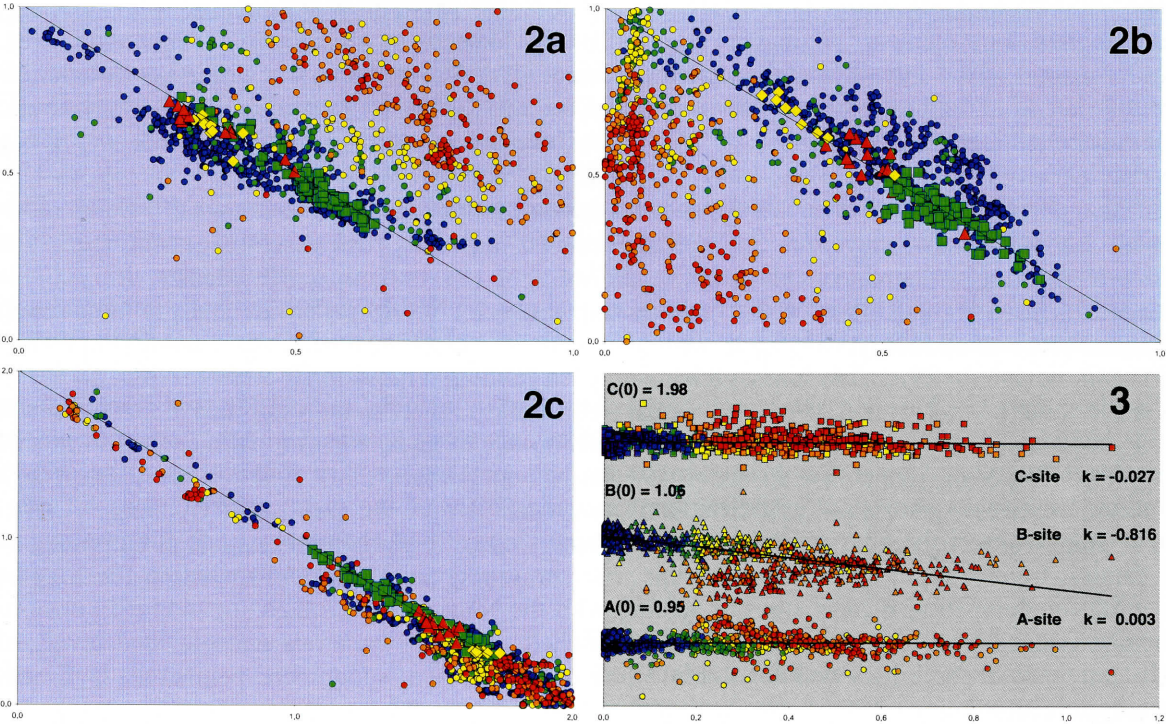 1,0
2a
0,5
0,0
0,0 0,5 1,0
1,0
2b
0,5
0,0
0,0 0,5 1,0
2,0
2c
1,0
0,0
0,0 1,0 2,0
3
C(0) = 1.98
C-site k = -0.027
B(0) = 1.06
B-site k = -0.816
A(0) = 0.95
A-site k = 0.003
0,0 0,2 0,4 0,6 0,8 1,0 1,2